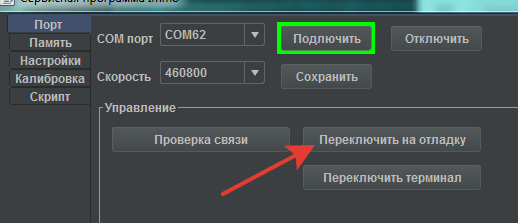 Сервисная программа
Порт
Память
Настройки
Калибровка
Скрипт
COM порт
COM62
Подлючить
Отключить
Скорость
460800
Сохранить
Управление
Проверка связи
Переключить на отладку
Переключить терминал